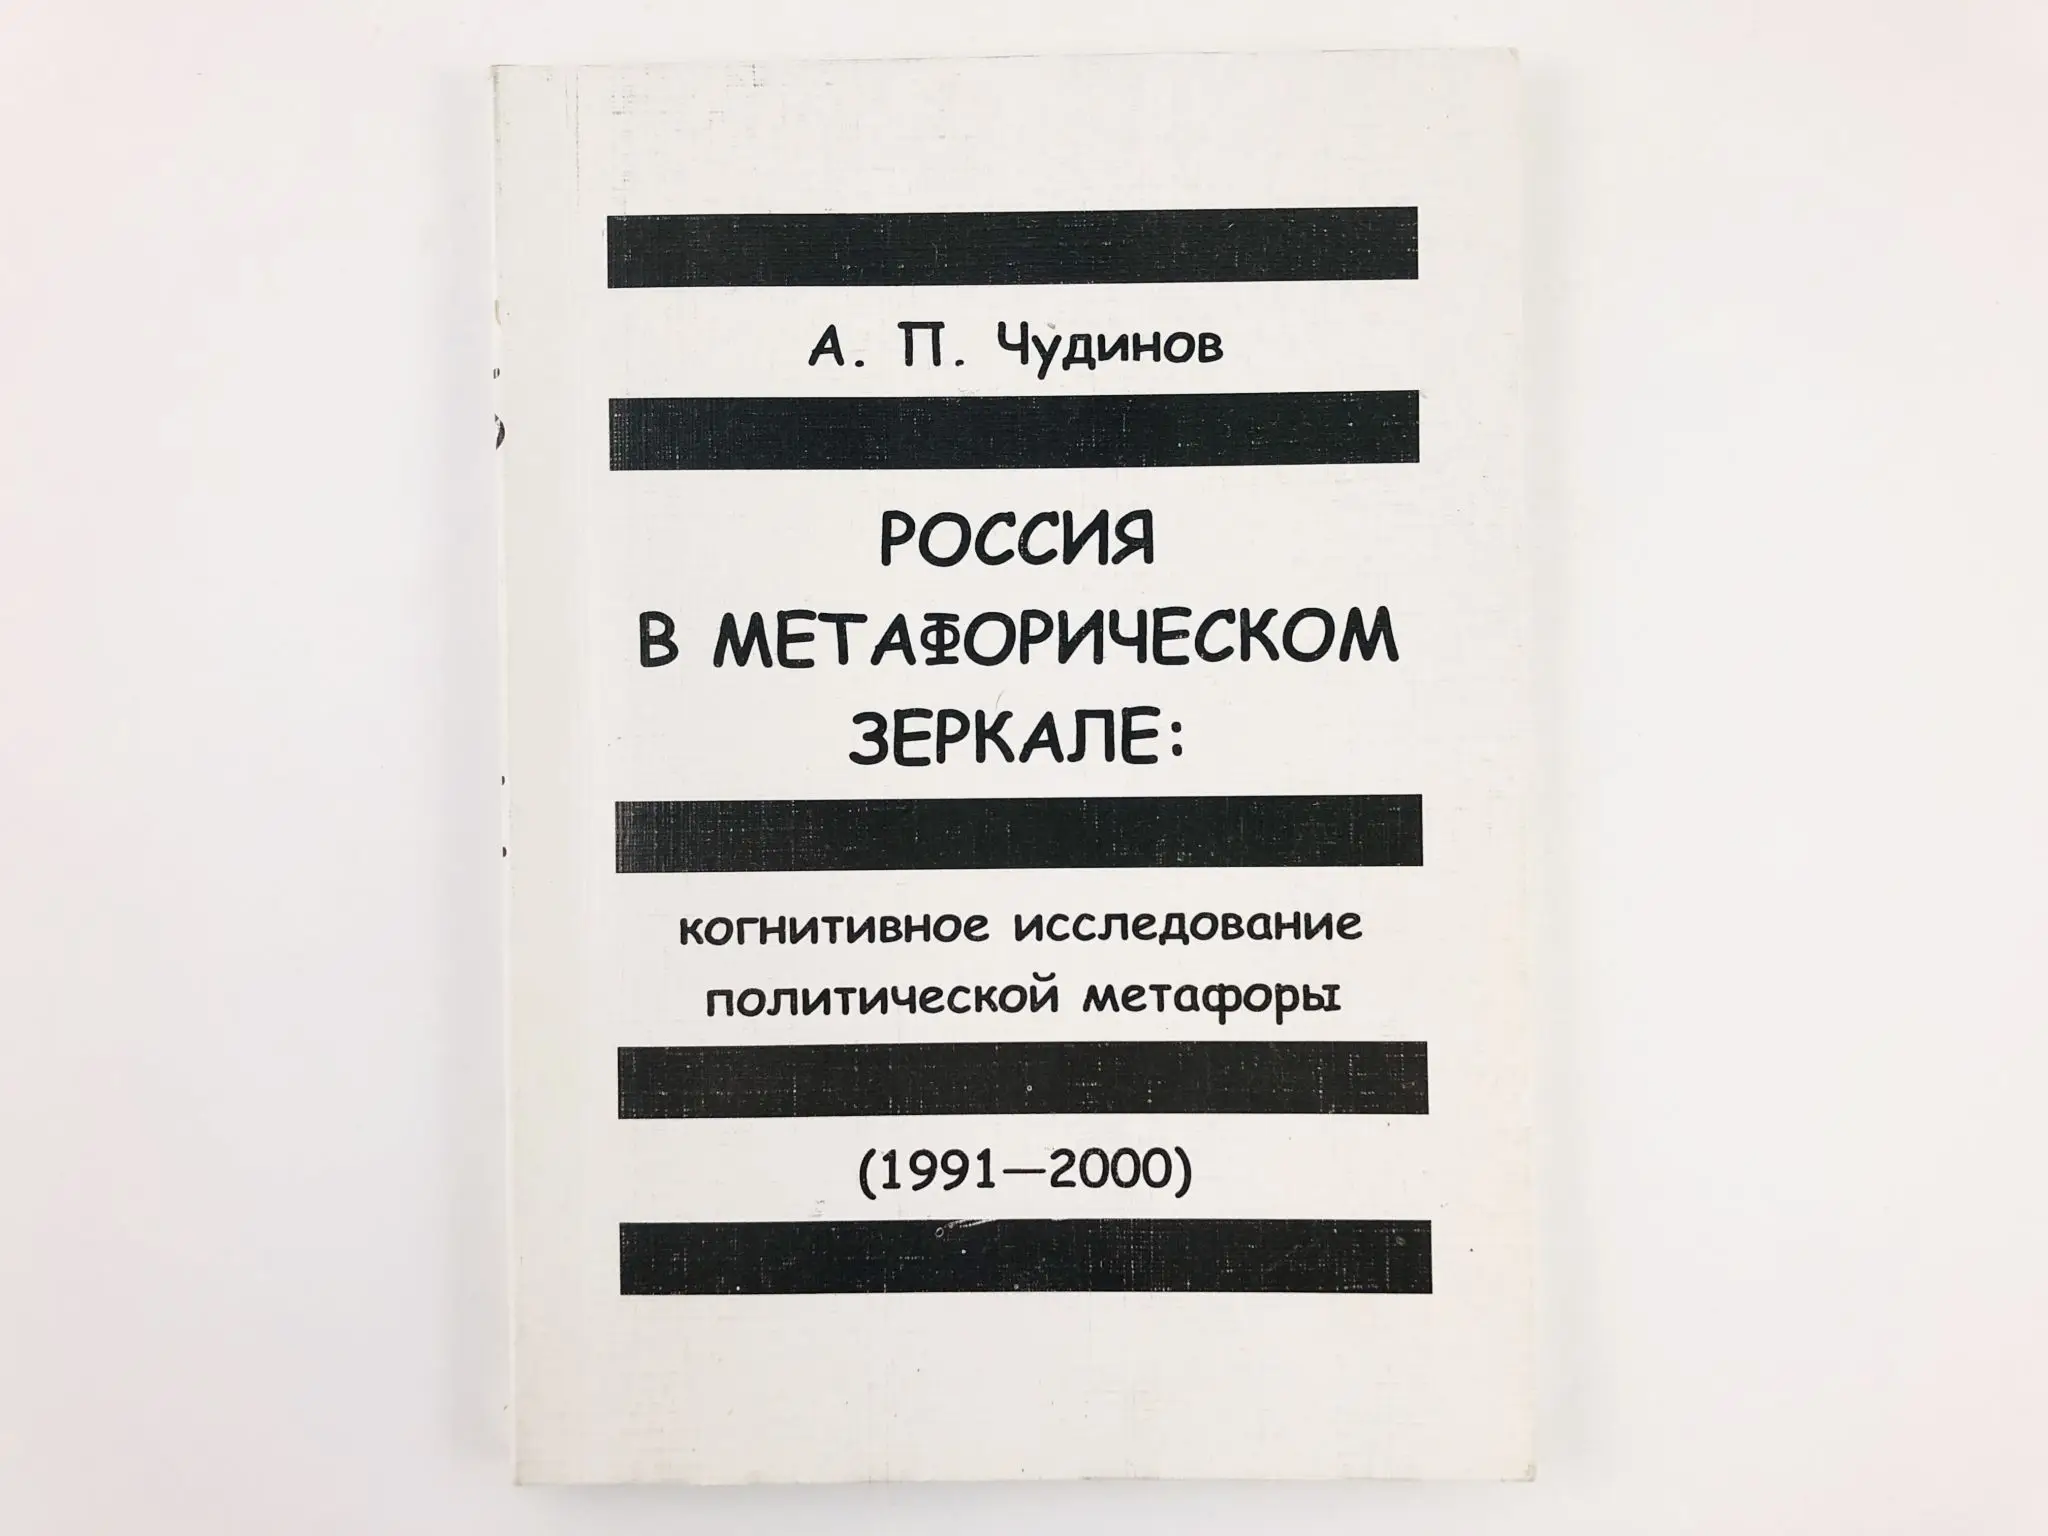 А. П. Чудинов
РОССИЯ
В МЕТАФОРИЧЕСКОМ
ЗЕРКАЛЕ:
когнитивное исследование
политической метафоры
(1991—2000)